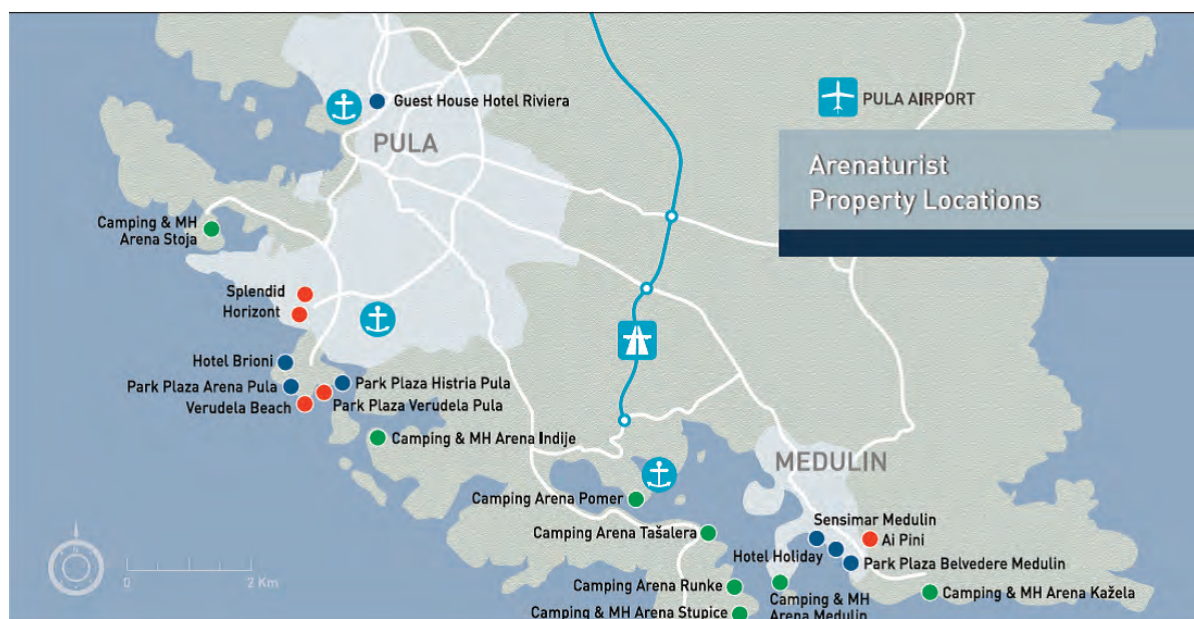 Guest House Hotel Riviera
PULA AIRPORT
PULA
Arenaturist
Property Locations
Camping & MH
Arena Stoja
Splendid
Horizont
Hotel Brioni
Park Plaza Arena Pula
Park Plaza Histria Pula
Verudela Beach
Park Plaza Verudela Pula
Camping & MH Arena Indije
MEDULIN
Camping Arena Pomer
Sensimar Medulin
Camping Arena Tašalera
Ai Pini
Hotel Holiday
Park Plaza Belvedere Medulin
Camping Arena Runke
Camping & MH Arena Kažela
Camping & MH
Arena Medulin
Camping & MH Arena Stupice
N
0 2 Km